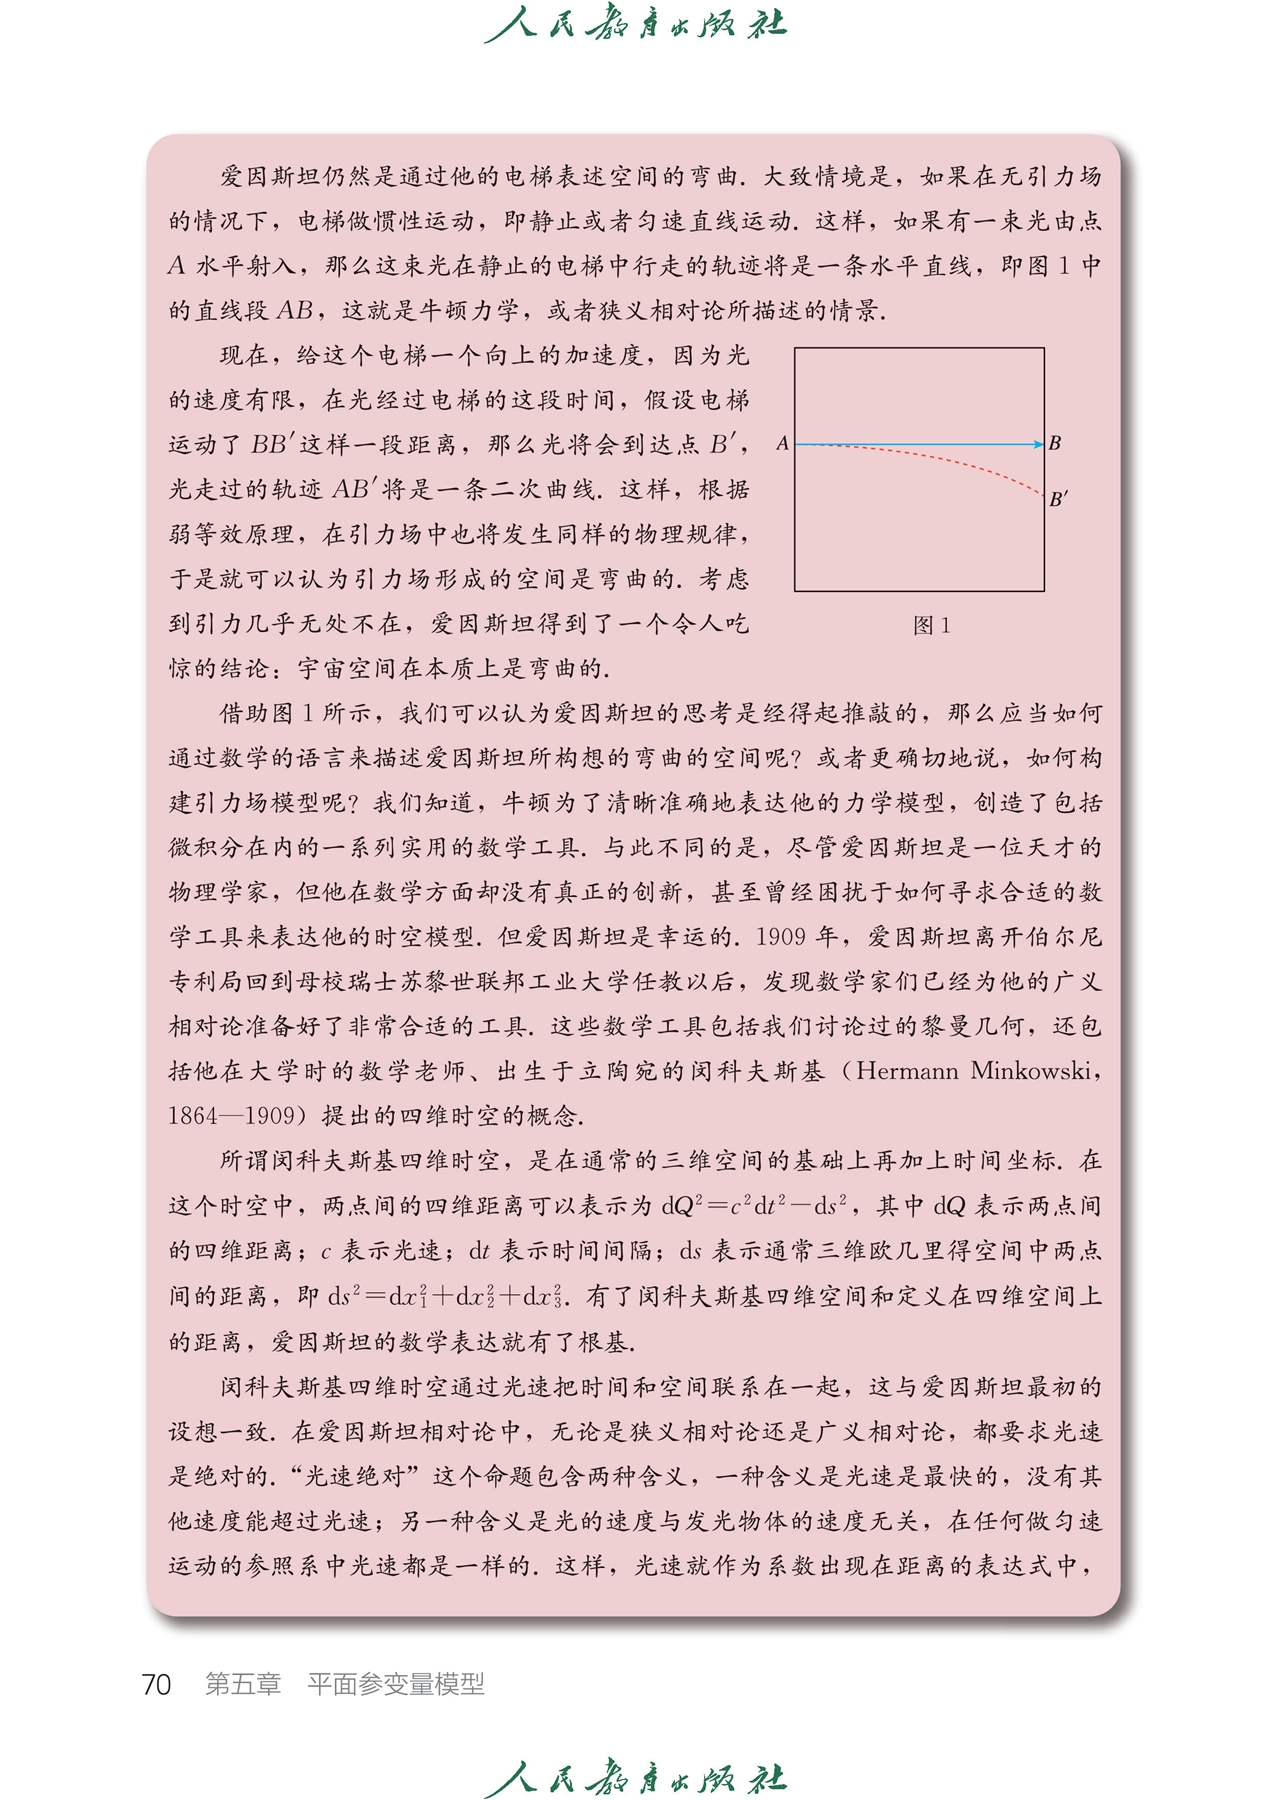 人民教育出版社
爱因斯坦仍然是通过他的电梯表述空间的弯曲．大致情境是，如果在无引力场
的情况下，电梯做惯性运动，即静止或者匀速直线运动．这样，如果有一束光由点
A 水平射入，那么这束光在静止的电梯中行走的轨迹将是一条水平直线，即图 1 中
的直线段 AB，这就是牛顿力学，或者狭义相对论所描述的情景．
现在，给这个电梯一个向上的加速度，因为光
的速度有限，在光经过电梯的这段时间，假设电梯
运动了 BB′这样一段距离，那么光将会到达点 B′，
光走过的轨迹 AB′将是一条二次曲线．这样，根据
弱等效原理，在引力场中也将发生同样的物理规律，
于是就可以认为引力场形成的空间是弯曲的．考虑
到引力几乎无处不在，爱因斯坦得到了一个令人吃
惊的结论：宇宙空间在本质上是弯曲的．
A
B
B′
图 1
借助图 1 所示，我们可以认为爱因斯坦的思考是经得起推敲的，那么应当如何
通过数学的语言来描述爱因斯坦所构想的弯曲的空间呢？或者更确切地说，如何构
建引力场模型呢？我们知道，牛顿为了清晰准确地表达他的力学模型，创造了包括
微积分在内的一系列实用的数学工具．与此不同的是，尽管爱因斯坦是一位天才的
物理学家，但他在数学方面却没有真正的创新，甚至曾经困扰于如何寻求合适的数
学工具来表达他的时空模型．但爱因斯坦是幸运的．1909 年，爱因斯坦离开伯尔尼
专利局回到母校瑞士苏黎世联邦工业大学任教以后，发现数学家们已经为他的广义
相对论准备好了非常合适的工具．这些数学工具包括我们讨论过的黎曼几何，还包
括他在大学时的数学老师、出生于立陶宛的闵科夫斯基（Hermann Minkowski，
1864—1909）提出的四维时空的概念．
所谓闵科夫斯基四维时空，是在通常的三维空间的基础上再加上时间坐标．在
这个时空中，两点间的四维距离可以表示为 dQ²＝c²dt²－ds²，其中 dQ 表示两点间
的四维距离；c 表示光速；dt 表示时间间隔；ds 表示通常三维欧几里得空间中两点
间的距离，即 ds²＝dx₁²＋dx₂²＋dx₃²．有了闵科夫斯基四维空间和定义在四维空间上
的距离，爱因斯坦的数学表达就有了根基．
闵科夫斯基四维时空通过光速把时间和空间联系在一起，这与爱因斯坦最初的
设想一致．在爱因斯坦相对论中，无论是狭义相对论还是广义相对论，都要求光速
是绝对的．“光速绝对”这个命题包含两种含义，一种含义是光速是最快的，没有其
他速度能超过光速；另一种含义是光的速度与发光物体的速度无关，在任何做匀速
运动的参照系中光速都是一样的．这样，光速就作为系数出现在距离的表达式中，
70 第五章 平面参变量模型
人民教育出版社